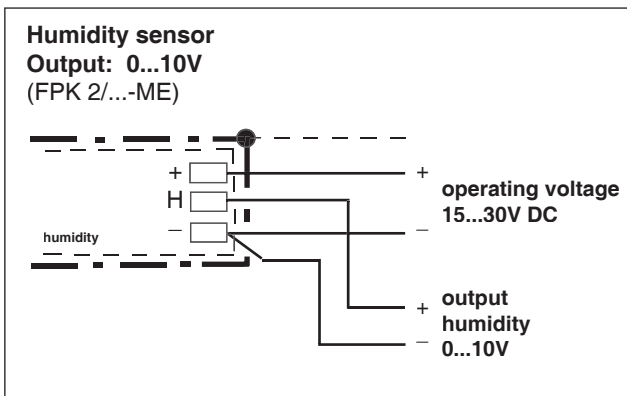 Humidity sensor
Output: 0...10V
(FPK 2/...-ME)
+
H
–
humidity
+
operating voltage
15...30V DC
–
+
output
humidity
0...10V
–